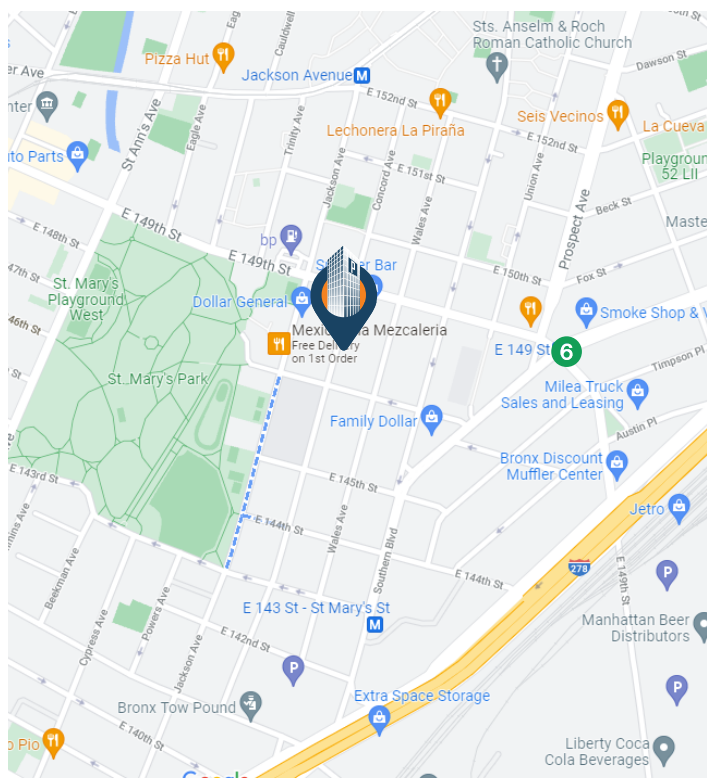 Sts. Anselm & Roch
Roman Catholic Church
Pizza Hut
Cauldwell
Dawson St
Jackson Avenue
M
Eagle Ave
E 152nd St
St Ann's Ave
Trinity Ave
Lechonera La Piraña
Seis Vecinos
La Cueva
E 152nd St
Jackson Ave
Concord Ave
E 151st St
Union Ave
Playground
52 LII
Wales Ave
Prospect Ave
Beck St
E 149th St
E 148th St
bp
E 149th St
E 150th St
Fox St
St. Mary's
Playground
West
Dollar General
Bar
Smoke Shop & V
Mezcaleria
Free Delivery
on 1st Order
E 149 St
6
Timpson Pl
St. Mary's Park
Milea Truck
Sales and Leasing
Family Dollar
Austin Pl
Bronx Discount
Muffler Center
E 143rd St
E 145th St
Jetro
E 144th St
Wales Ave
Southern Blvd
278
E 144th St
E 149th St
P
Beekman Ave
Powers Ave
E 143 St - St Mary's St
M
Manhattan Beer
Distributors
Cypress Ave
E 142nd St
Jackson Ave
P
P
Extra Space Storage
Bronx Tow Pound
E 140th St
Liberty Coca
Cola Beverages
Google